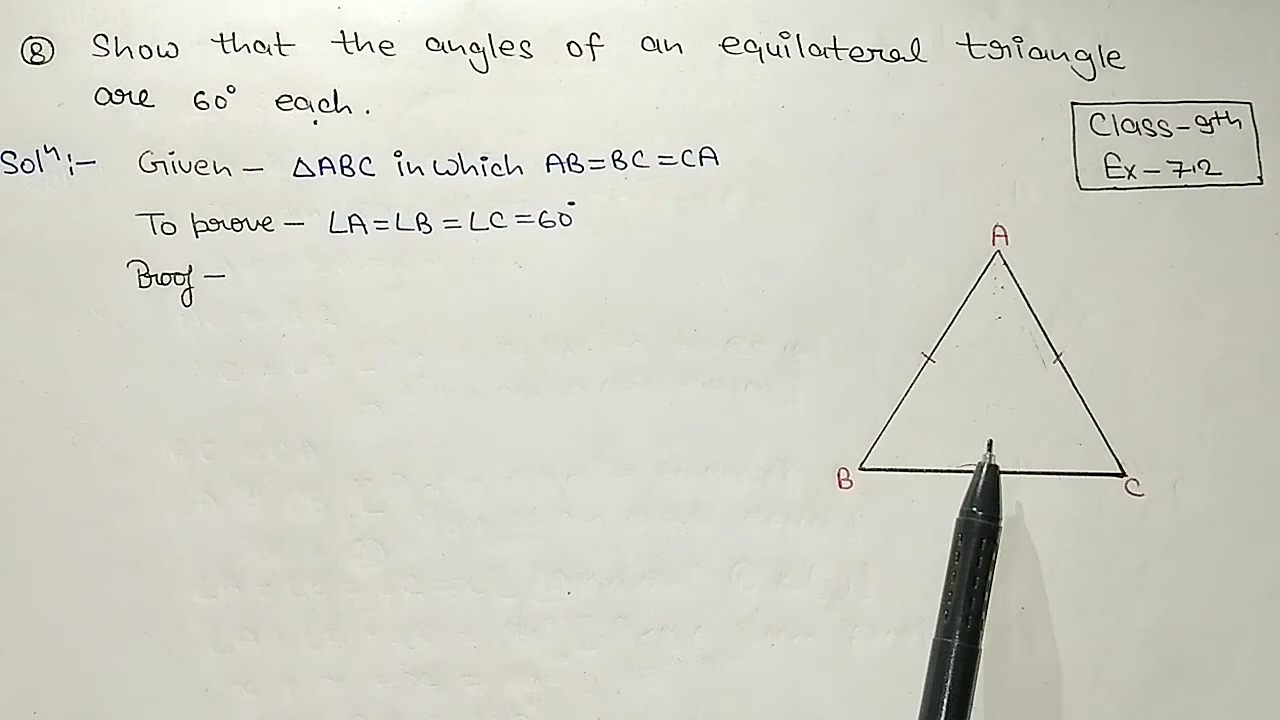 ⑧ Show that the angles of an equilateral triangle
are 60° each.
Class-9th
Ex-7.2
Solⁿ:- Given - △ABC in which AB=BC=CA
To prove - ∠A=∠B=∠C=60°
Proof -
A
B
C